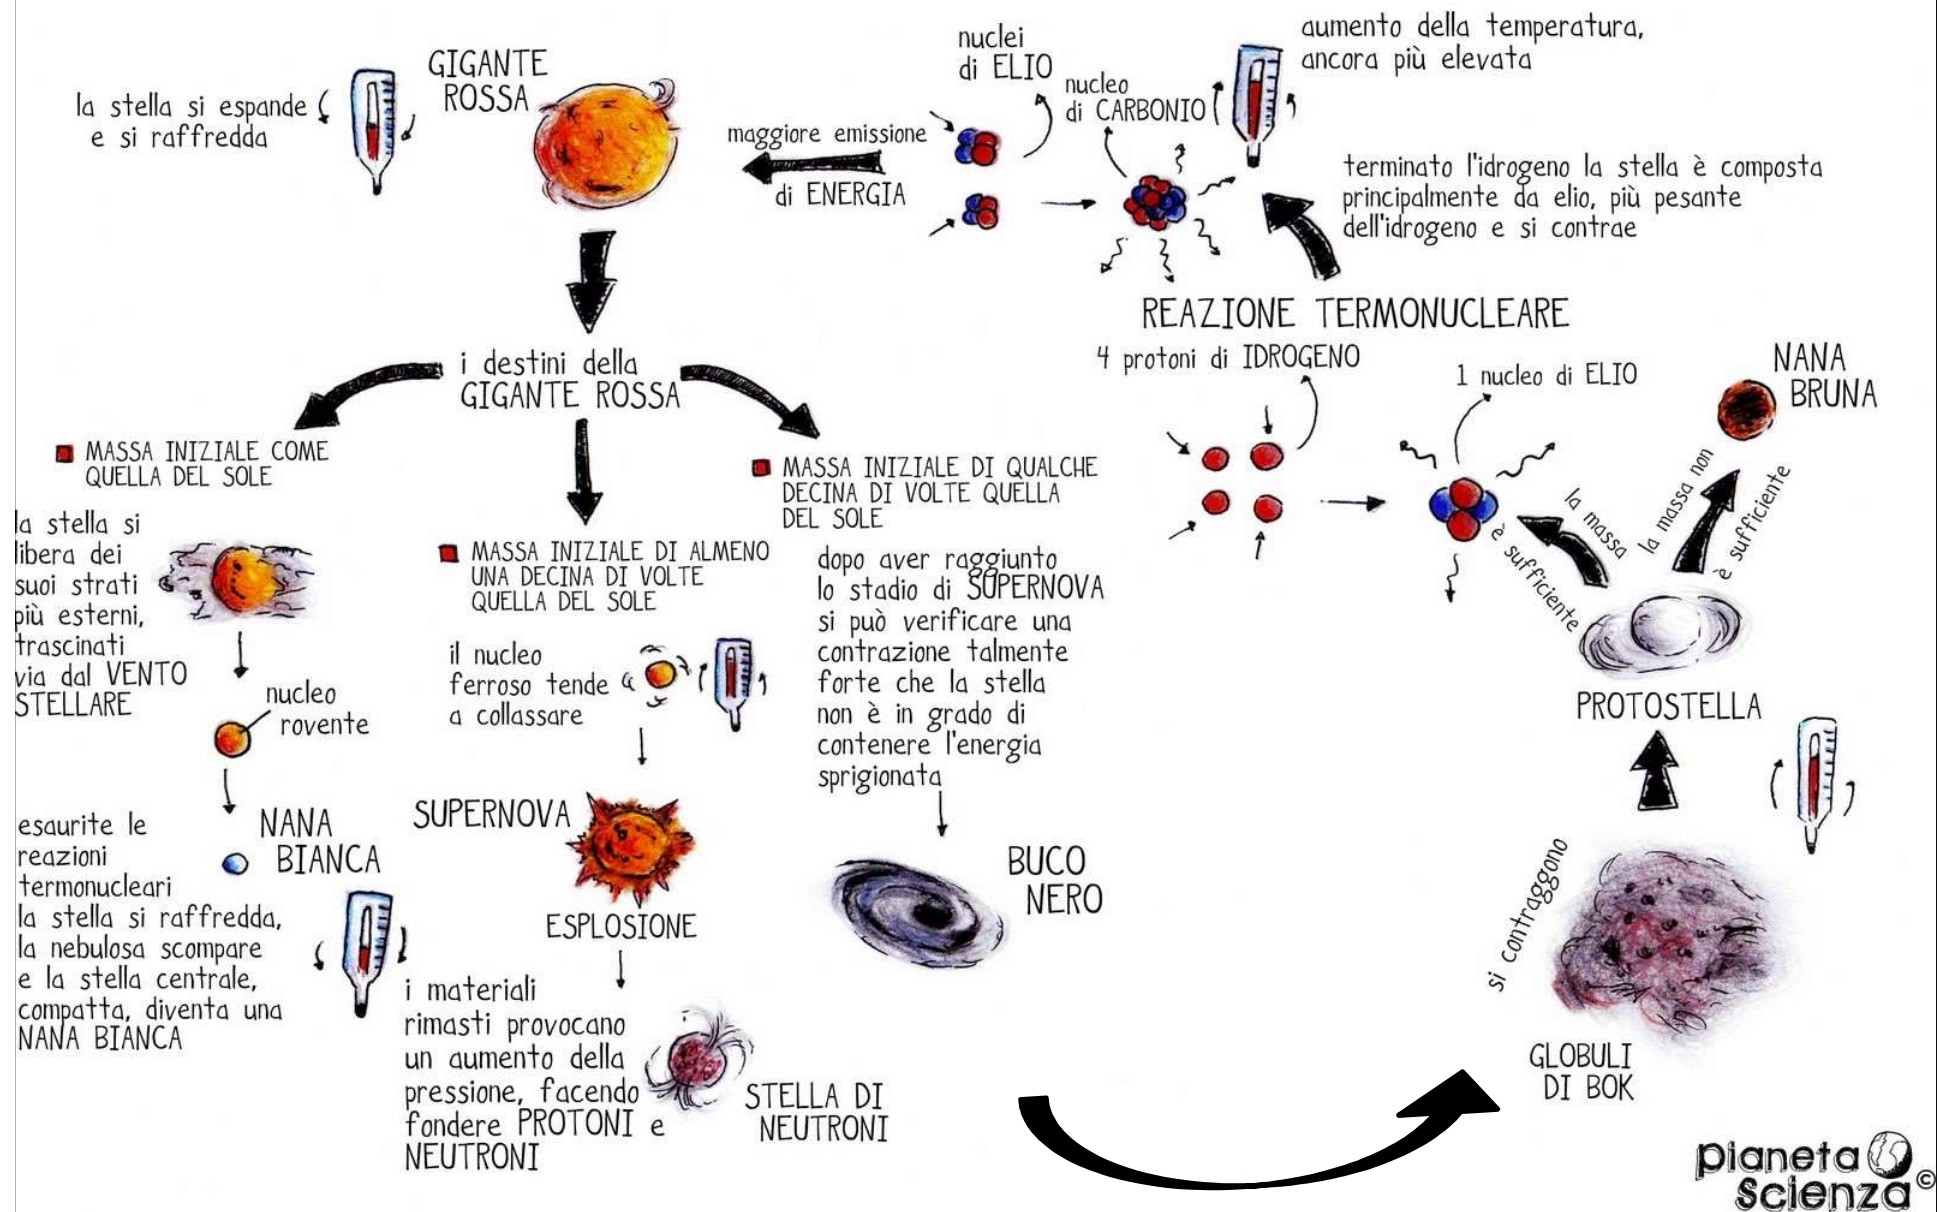 la stella si espande
e si raffredda
GIGANTE
ROSSA
maggiore emissione
di ENERGIA
nuclei
di ELIO
nucleo
di CARBONIO
aumento della temperatura,
ancora più elevata
terminato l'idrogeno la stella è composta
principalmente da elio, più pesante
dell'idrogeno e si contrae
REAZIONE TERMONUCLEARE
4 protoni di IDROGENO
1 nucleo di ELIO
NANA
BRUNA
la massa
è sufficiente
la massa non
è sufficiente
PROTOSTELLA
si contraggono
GLOBULI
DI BOK
i destini della
GIGANTE ROSSA
MASSA INIZIALE COME
QUELLA DEL SOLE
la stella si
libera dei
suoi strati
più esterni,
trascinati
via dal VENTO
STELLARE
nucleo
rovente
NANA
BIANCA
esaurite le
reazioni
termonucleari
la stella si raffredda,
la nebulosa scompare
e la stella centrale,
compatta, diventa una
NANA BIANCA
MASSA INIZIALE DI ALMENO
UNA DECINA DI VOLTE
QUELLA DEL SOLE
il nucleo
ferroso tende
a collassare
SUPERNOVA
ESPLOSIONE
i materiali
rimasti provocano
un aumento della
pressione, facendo
fondere PROTONI e
NEUTRONI
STELLA DI
NEUTRONI
MASSA INIZIALE DI QUALCHE
DECINA DI VOLTE QUELLA
DEL SOLE
dopo aver raggiunto
lo stadio di SUPERNOVA
si può verificare una
contrazione talmente
forte che la stella
non è in grado di
contenere l'energia
sprigionata
BUCO
NERO
pianeta
scienza ©